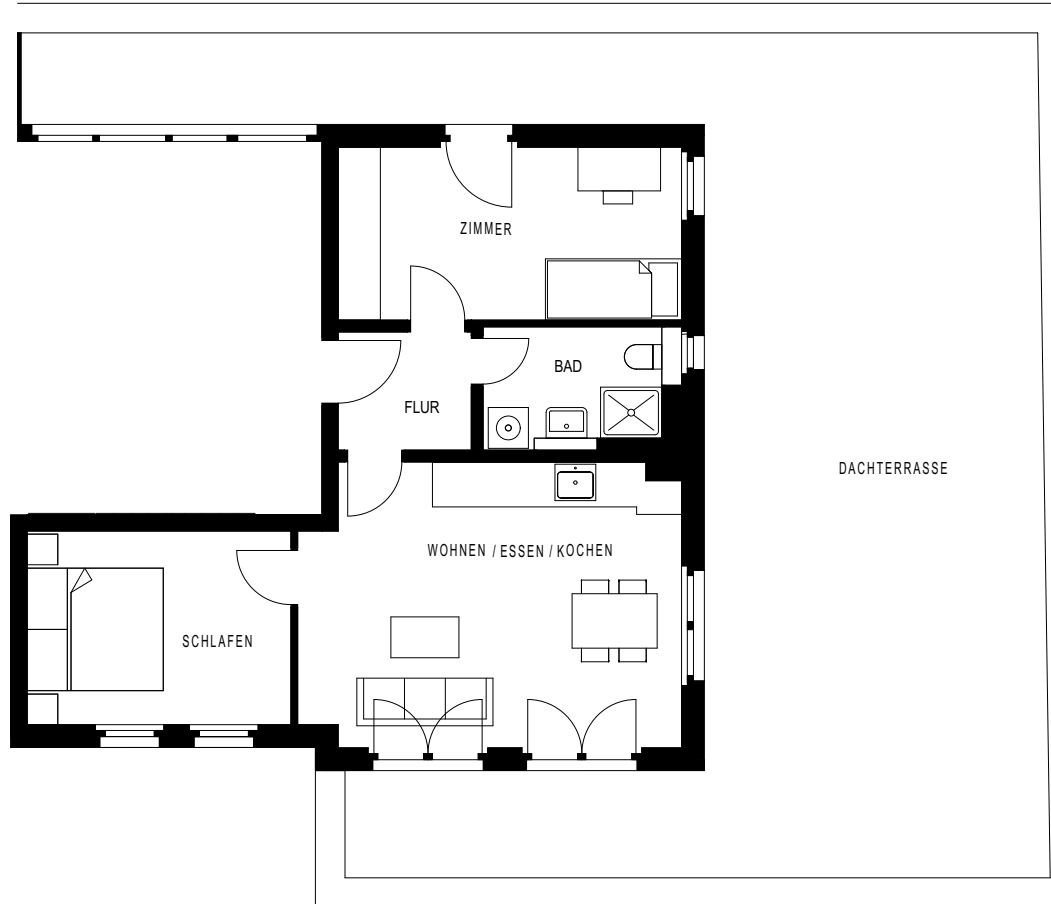 ZIMMER
BAD
FLUR
DACHTERRASSE
WOHNEN / ESSEN / KOCHEN
SCHLAFEN